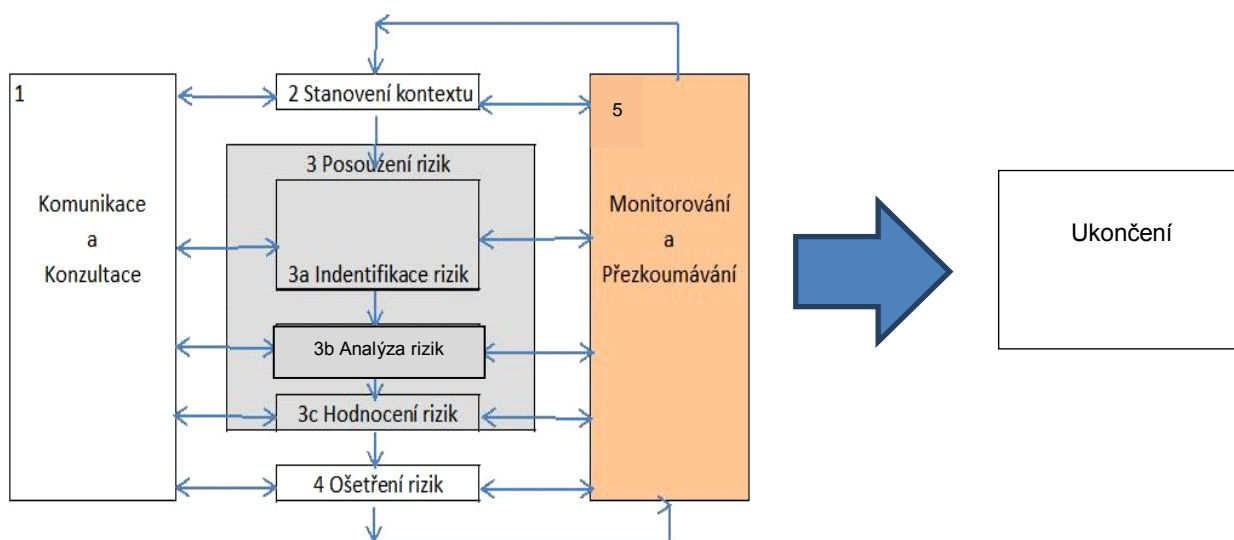 1
Komunikace
a
Konzultace
2 Stanovení kontextu
3 Posouzení rizik
3a Indentifikace rizik
3b Analýza rizik
3c Hodnocení rizik
4 Ošetření rizik
5
Monitorování
a
Přezkoumávání
Ukončení